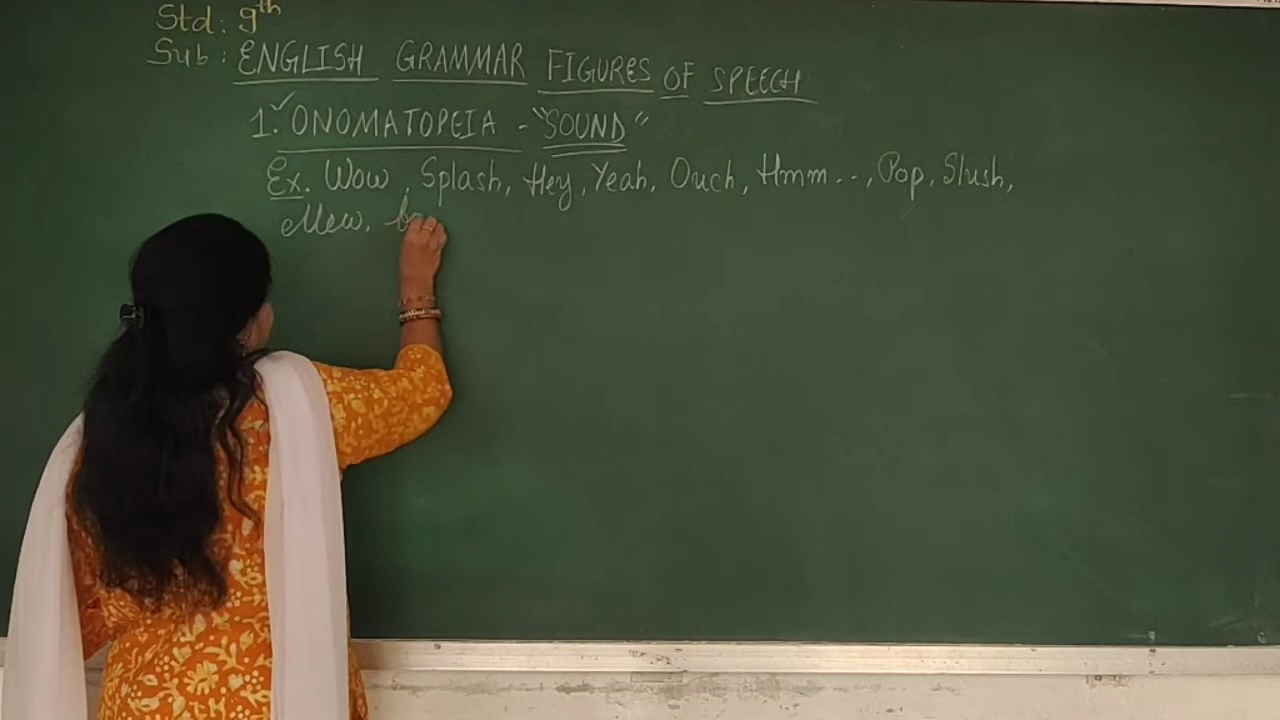 Std: 9th
Sub: ENGLISH GRAMMAR FIGURES OF SPEECH
1. ONOMATOPEIA - "SOUND"
Ex. Wow, Splash, Hey, Yeah, Ouch, Hmm..., Pop, Slush,
Mew,